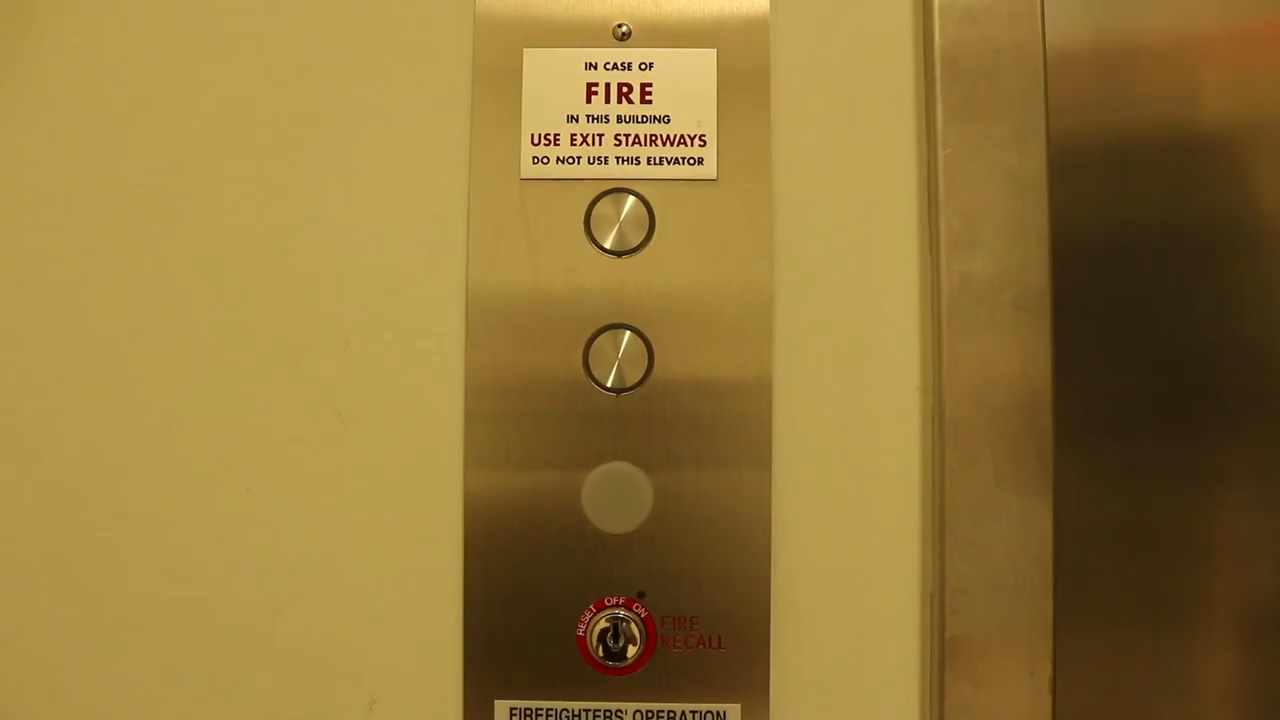 IN CASE OF
FIRE
IN THIS BUILDING
USE EXIT STAIRWAYS
DO NOT USE THIS ELEVATOR
RESET OFF ON
FIRE
RECALL
FIREFIGHTERS' OPERATION